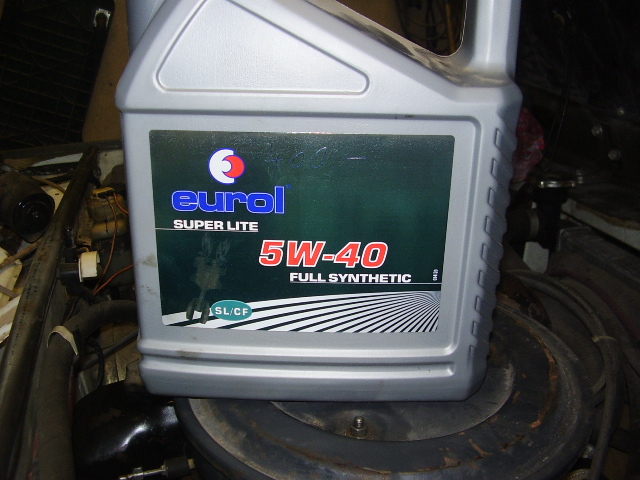 eurol
SUPER LITE
5W-40
FULL SYNTHETIC
SL/CF